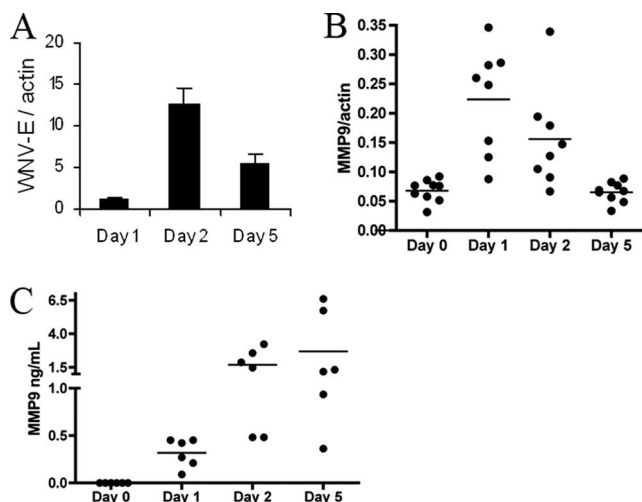 A
WNV-E / actin
20
15
10
5
0
Day 1 Day 2 Day 5
B
MMP9/actin
0.35
0.30
0.25
0.20
0.15
0.10
0.05
0.00
Day 0 Day 1 Day 2 Day 5
C
MMP9 ng/mL
6.5
4.0
1.5
1.0
0.5
0.0
Day 0 Day 1 Day 2 Day 5